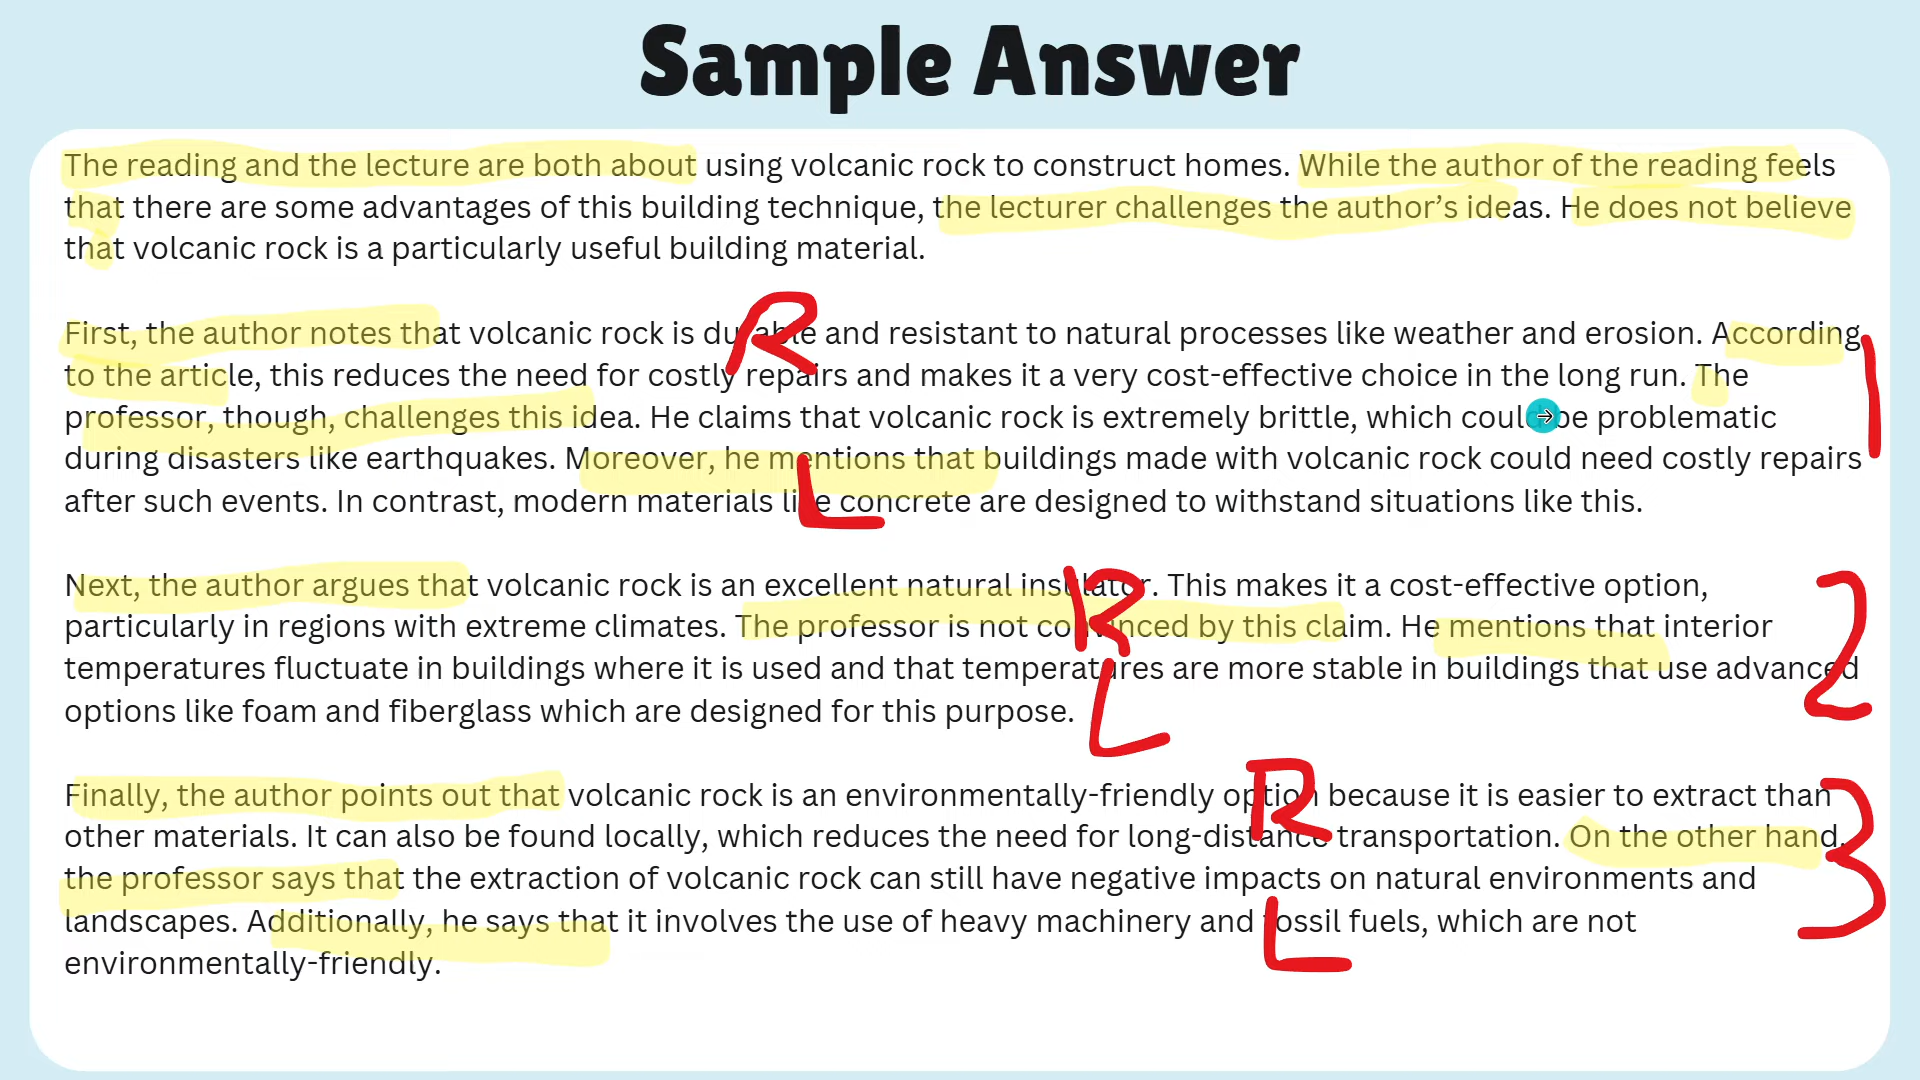 Sample Answer
The reading and the lecture are both about using volcanic rock to construct homes. While the author of the reading feels
that there are some advantages of this building technique, the lecturer challenges the author's ideas. He does not believe
that volcanic rock is a particularly useful building material.
First, the author notes that volcanic rock is durable and resistant to natural processes like weather and erosion. According
to the article, this reduces the need for costly repairs and makes it a very cost-effective choice in the long run. The
professor, though, challenges this idea. He claims that volcanic rock is extremely brittle, which could be problematic
during disasters like earthquakes. Moreover, he mentions that buildings made with volcanic rock could need costly repairs
after such events. In contrast, modern materials like concrete are designed to withstand situations like this.
R
L
1
Next, the author argues that volcanic rock is an excellent natural insulator. This makes it a cost-effective option,
particularly in regions with extreme climates. The professor is not convinced by this claim. He mentions that interior
temperatures fluctuate in buildings where it is used and that temperatures are more stable in buildings that use advanced
options like foam and fiberglass which are designed for this purpose.
R
L
2
Finally, the author points out that volcanic rock is an environmentally-friendly option because it is easier to extract than
other materials. It can also be found locally, which reduces the need for long-distance transportation. On the other hand,
the professor says that the extraction of volcanic rock can still have negative impacts on natural environments and
landscapes. Additionally, he says that it involves the use of heavy machinery and fossil fuels, which are not
environmentally-friendly.
R
L
3